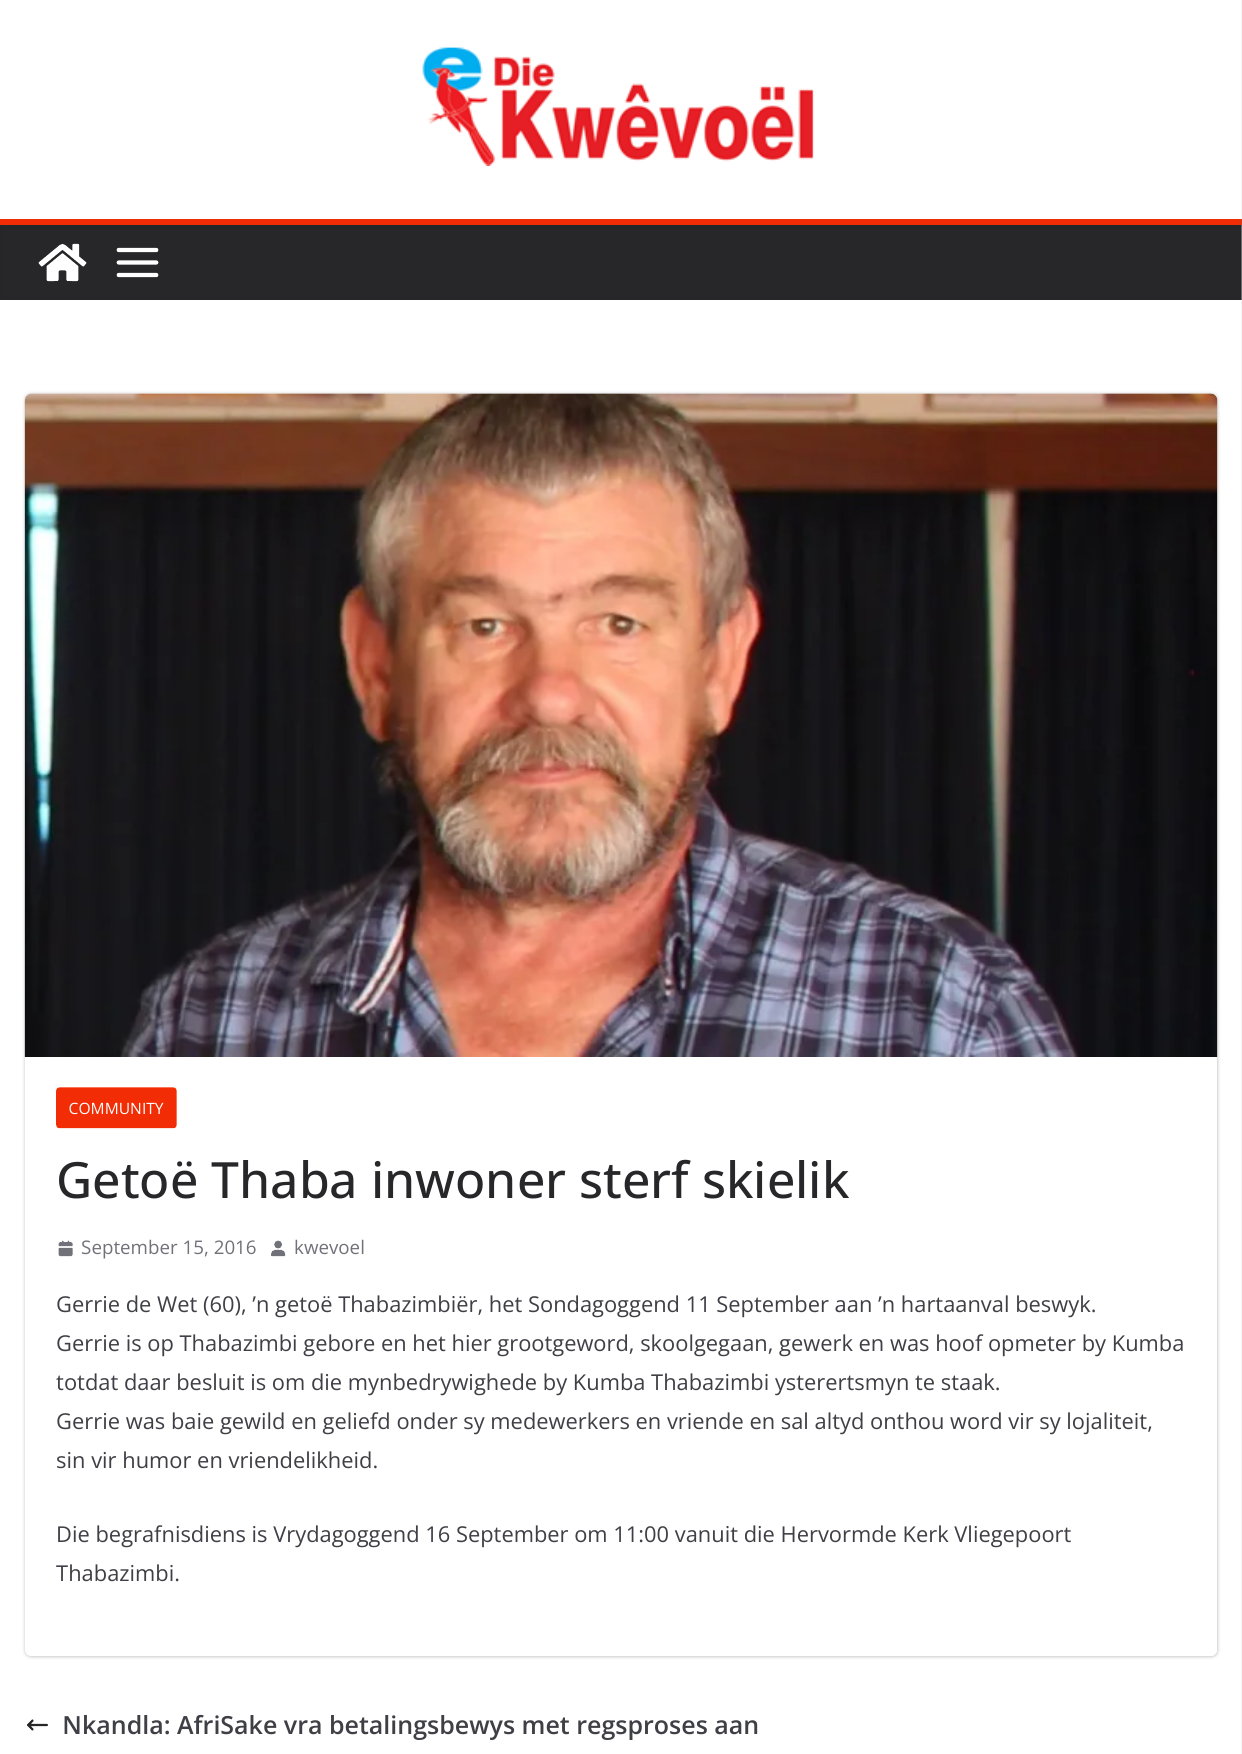 e Die
Kwêvoël
COMMUNITY
Getoë Thaba inwoner sterf skielik
September 15, 2016 kwevoel
Gerrie de Wet (60), ’n getoë Thabazimbiër, het Sondagoggend 11 September aan ’n hartaanval beswyk.
Gerrie is op Thabazimbi gebore en het hier grootgeword, skoolgegaan, gewerk en was hoof opmeter by Kumba
totdat daar besluit is om die mynbedrywighede by Kumba Thabazimbi ysterertsmyn te staak.
Gerrie was baie gewild en geliefd onder sy medewerkers en vriende en sal altyd onthou word vir sy lojaliteit,
sin vir humor en vriendelikheid.
Die begrafnisdiens is Vrydagoggend 16 September om 11:00 vanuit die Hervormde Kerk Vliegepoort
Thabazimbi.
← Nkandla: AfriSake vra betalingsbewys met regsproses aan